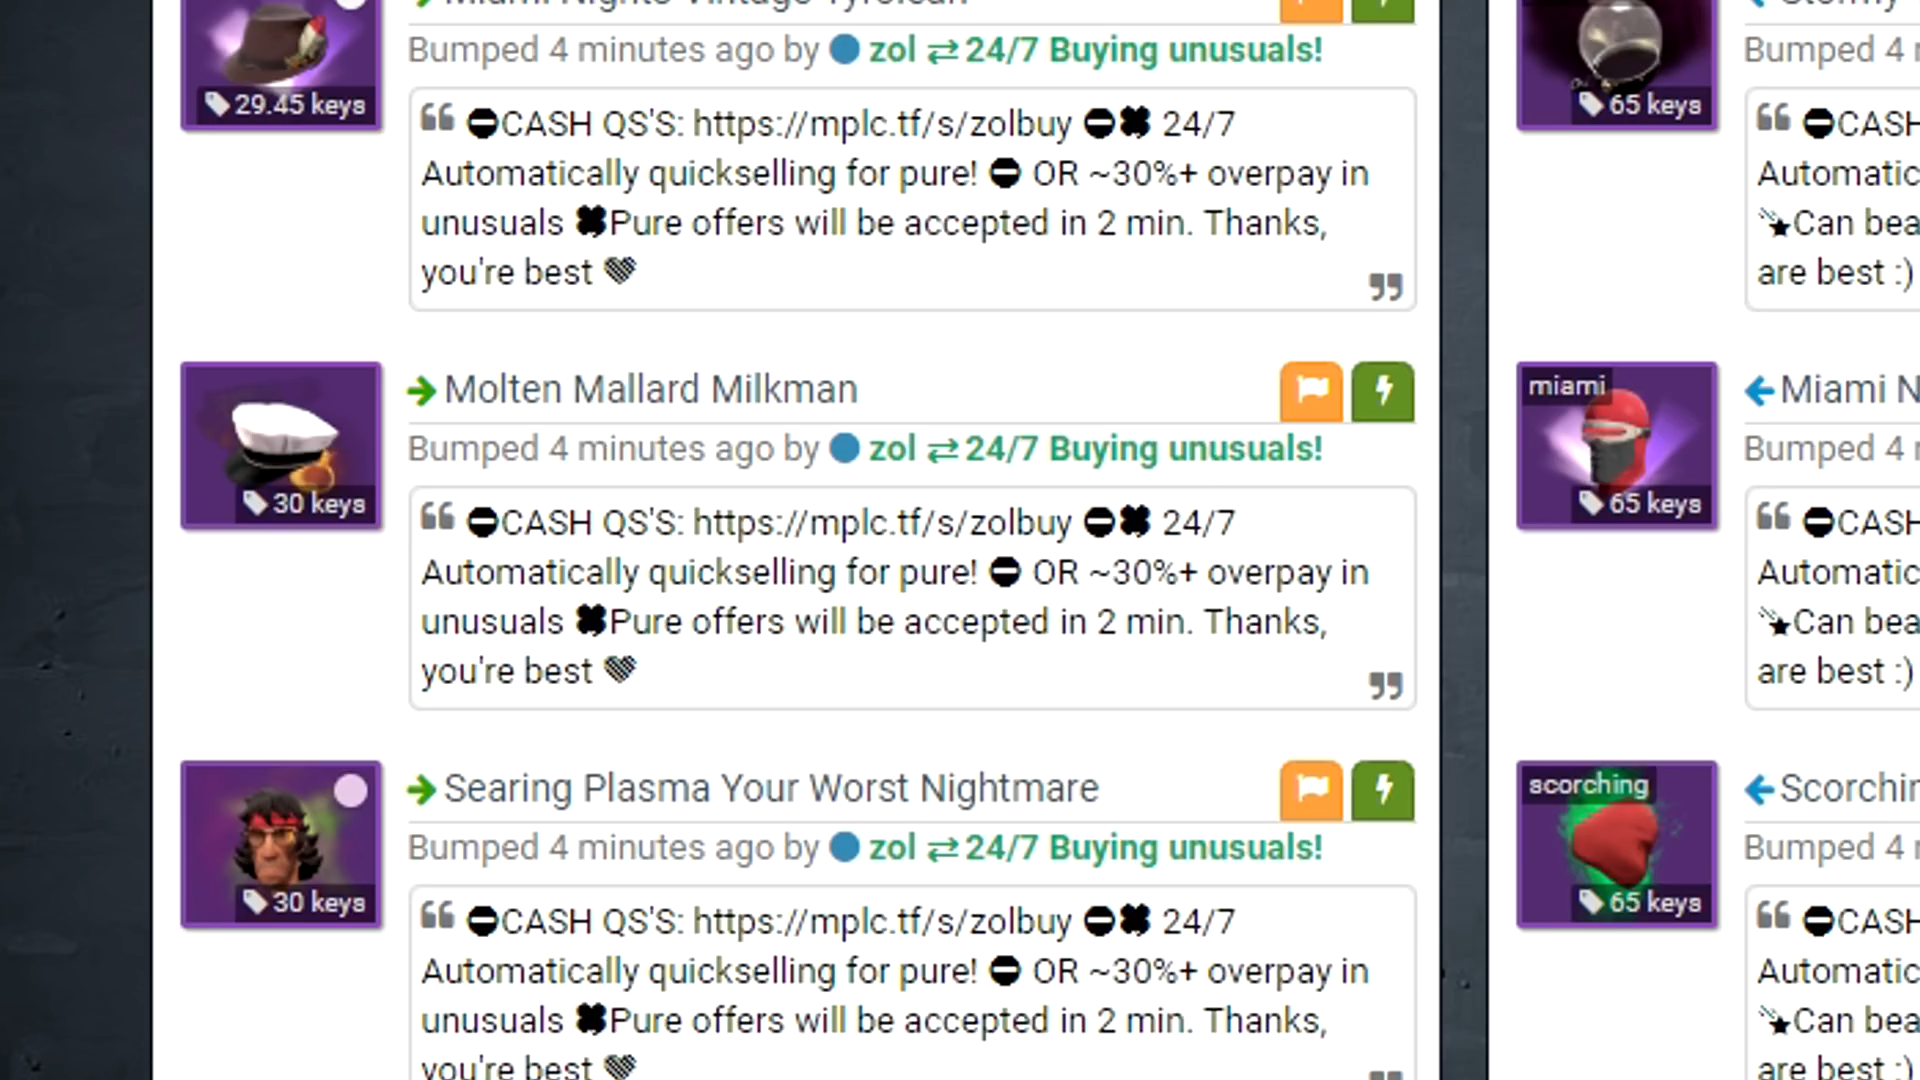 Miami Nights Vintage Tyrolean
29.45 keys
Bumped 4 minutes ago by zol ⇄ 24/7 Buying unusuals!
❝ ⛔CASH QS'S: https://mplc.tf/s/zolbuy ⛔🍀 24/7
Automatically quickselling for pure! ⛔ OR ~30%+ overpay in
unusuals 🍀Pure offers will be accepted in 2 min. Thanks,
you're best 💚 ❞
➔ Molten Mallard Milkman
30 keys
Bumped 4 minutes ago by zol ⇄ 24/7 Buying unusuals!
❝ ⛔CASH QS'S: https://mplc.tf/s/zolbuy ⛔🍀 24/7
Automatically quickselling for pure! ⛔ OR ~30%+ overpay in
unusuals 🍀Pure offers will be accepted in 2 min. Thanks,
you're best 💚 ❞
➔ Searing Plasma Your Worst Nightmare
30 keys
Bumped 4 minutes ago by zol ⇄ 24/7 Buying unusuals!
❝ ⛔CASH QS'S: https://mplc.tf/s/zolbuy ⛔🍀 24/7
Automatically quickselling for pure! ⛔ OR ~30%+ overpay in
unusuals 🍀Pure offers will be accepted in 2 min. Thanks,
you're best 💚
65 keys
Bumped 4
❝ ⛔CASH
Automatic
Can bea
are best :)
miami
65 keys
Miami N
Bumped 4
❝ ⛔CASH
Automatic
Can bea
are best :)
scorching
65 keys
Scorchin
Bumped 4
❝ ⛔CASH
Automatic
Can bea
are best :)